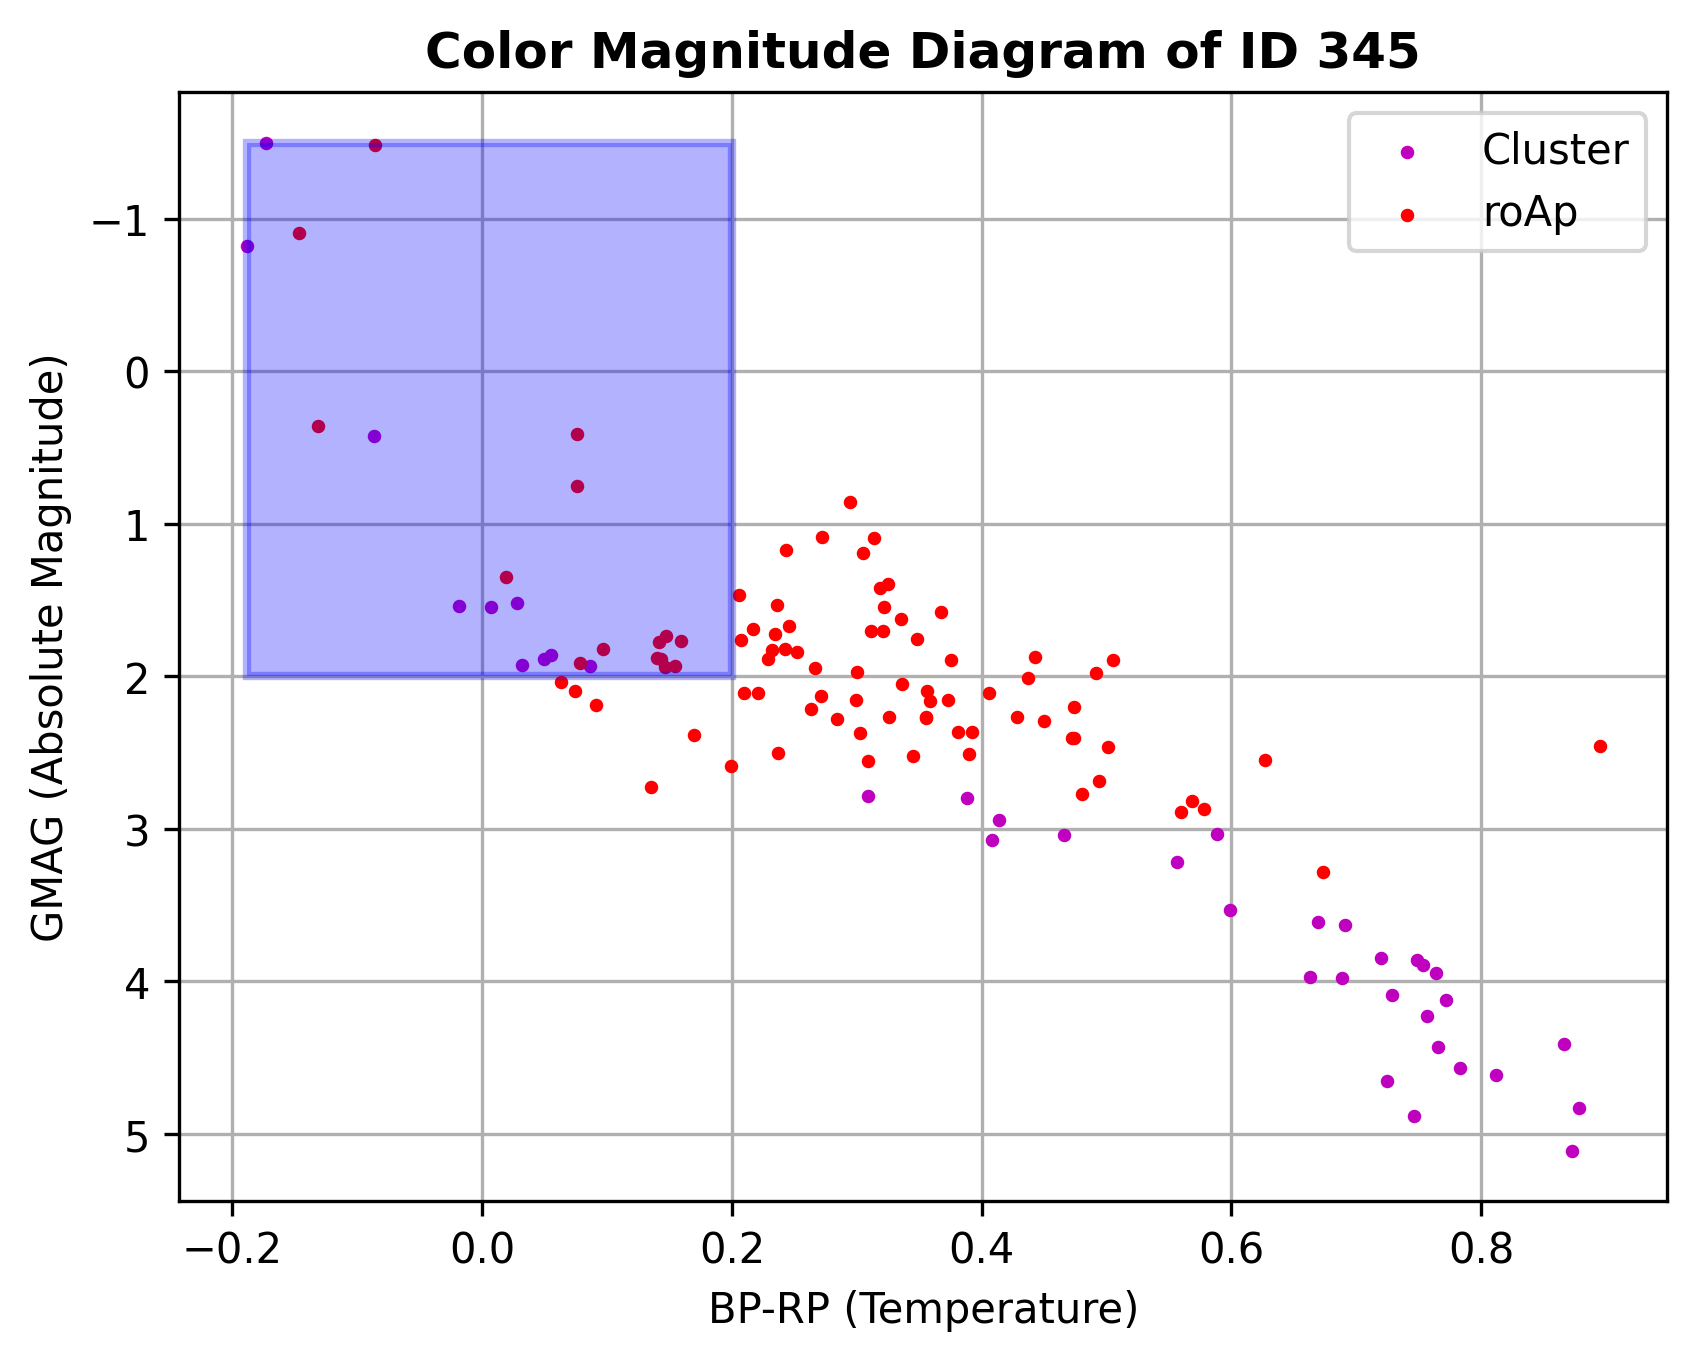 Color Magnitude Diagram of ID 345
Cluster
roAp
−1
0
1
2
3
4
5
GMAG (Absolute Magnitude)
−0.2
0.0
0.2
0.4
0.6
0.8
BP-RP (Temperature)